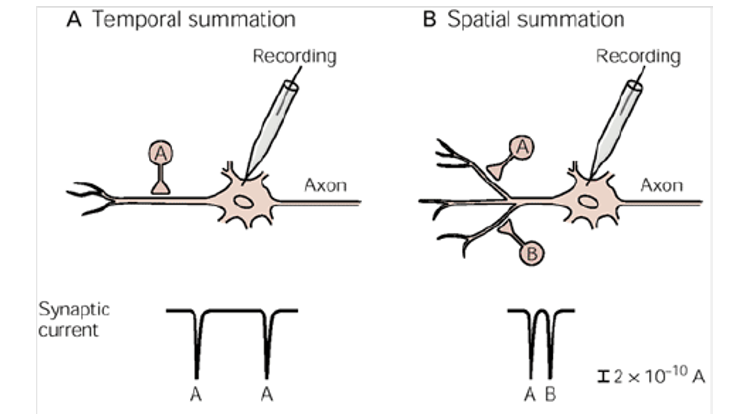 A Temporal summation
Recording
A
Axon
B Spatial summation
Recording
A
Axon
B
Synaptic
current
A A
A B
2 × 10⁻¹⁰ A